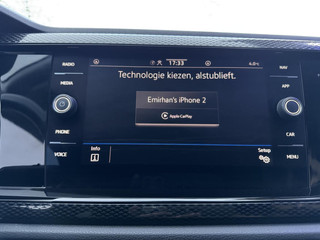 17:33
6.0°C
RADIO
NAV
Technologie kiezen, alstublieft.
MEDIA
APP
Emirhan's iPhone 2
Apple CarPlay
PHONE
CAR
VOICE
Info
Setup
MENU